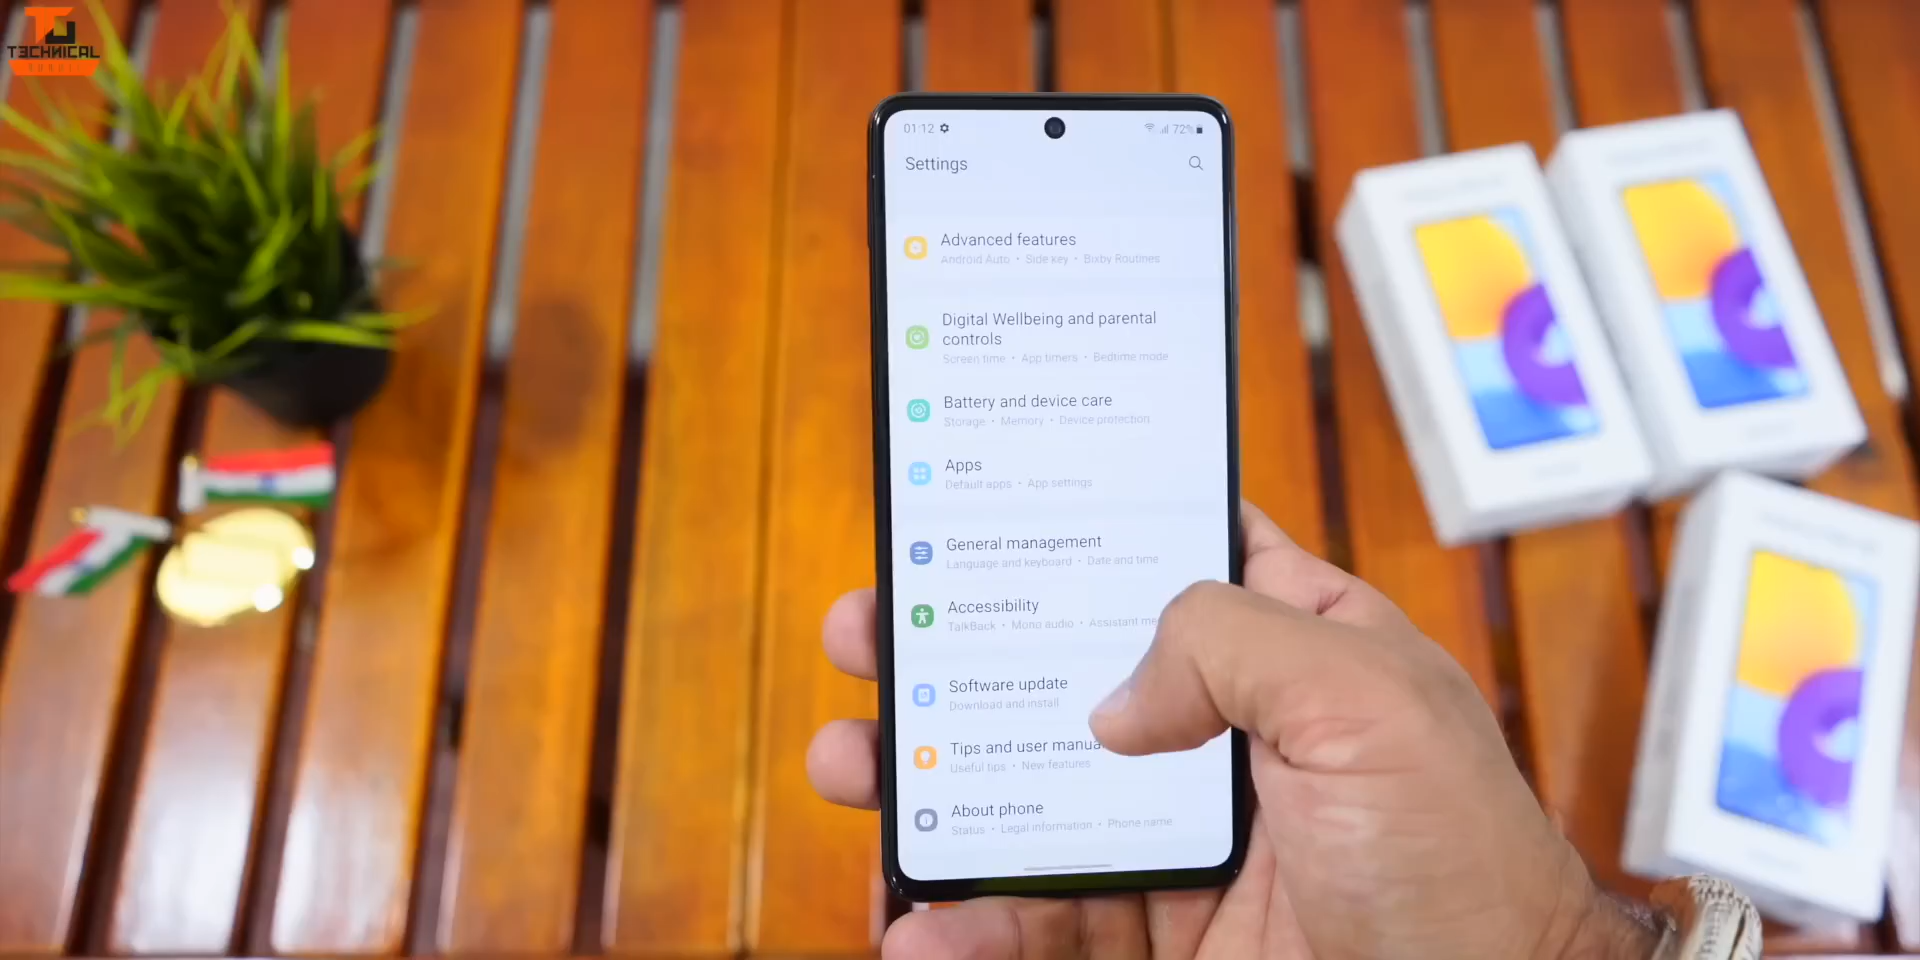 TECHNICAL
01:12
72%
Settings
Advanced features
Android Auto • Side key • Bixby Routines
Digital Wellbeing and parental
controls
Screen time • App timers • Bedtime mode
Battery and device care
Storage • Memory • Device protection
Apps
Default apps • App settings
General management
Language and keyboard • Date and time
Accessibility
TalkBack • Mono audio • Assistant
Software update
Download and install
Tips and user
Useful tips • New features
About phone
Status • Legal information • Phone name